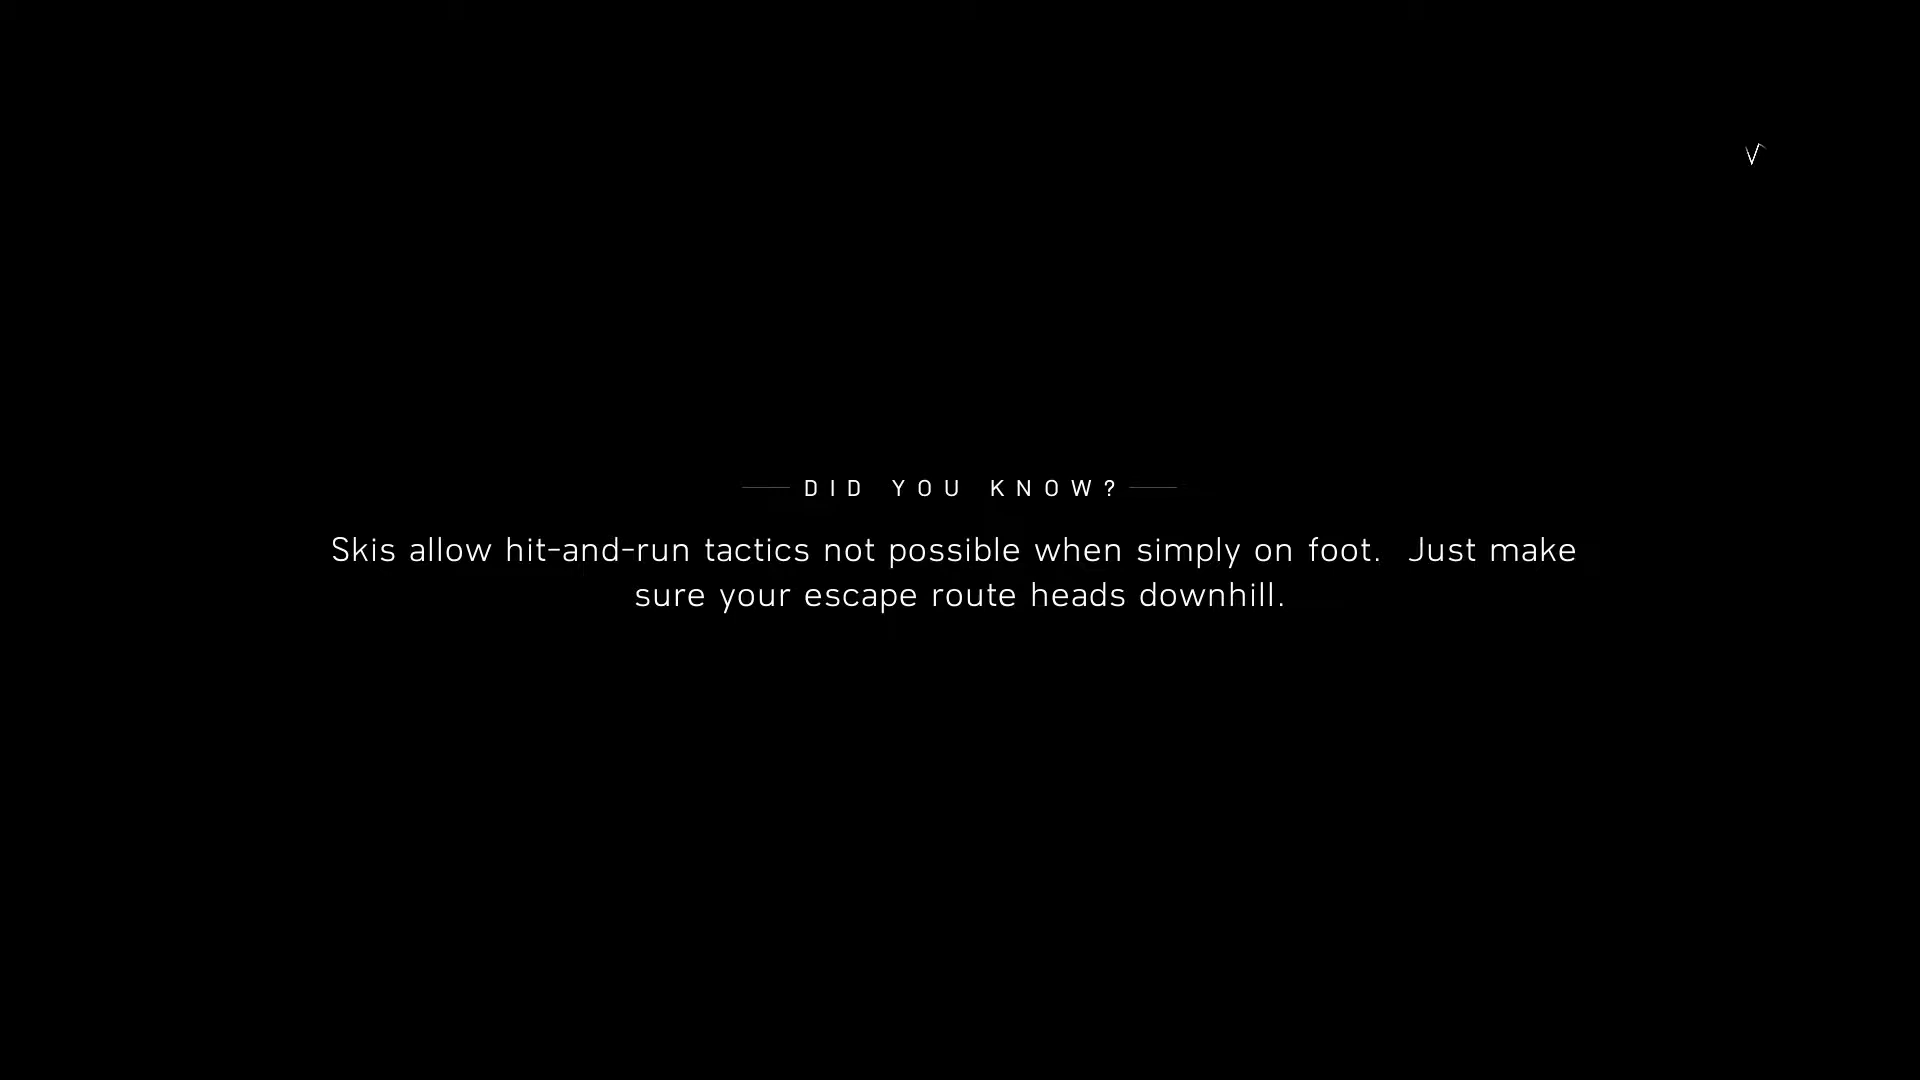 DID YOU KNOW?
Skis allow hit-and-run tactics not possible when simply on foot.  Just make
sure your escape route heads downhill.